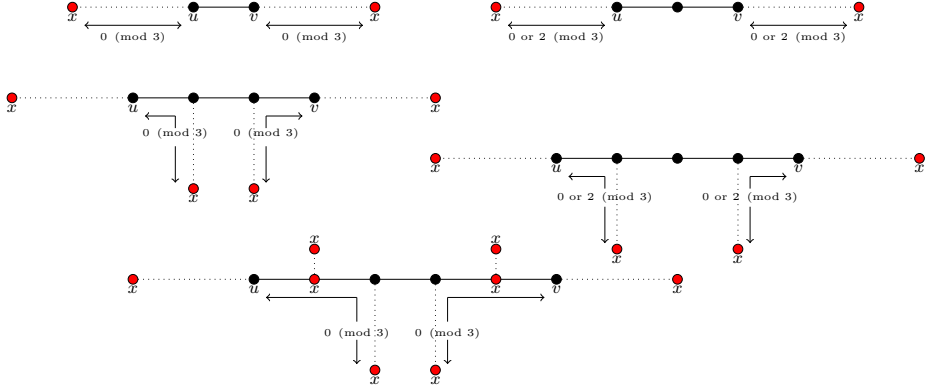 x u v x x u v x
0 (mod 3) 0 (mod 3) 0 or 2 (mod 3) 0 or 2 (mod 3)
x u v x
0 (mod 3) 0 (mod 3)
x u v x
x x
0 or 2 (mod 3) 0 or 2 (mod 3)
x x
x x
x u x x v x
0 (mod 3) 0 (mod 3)
x x